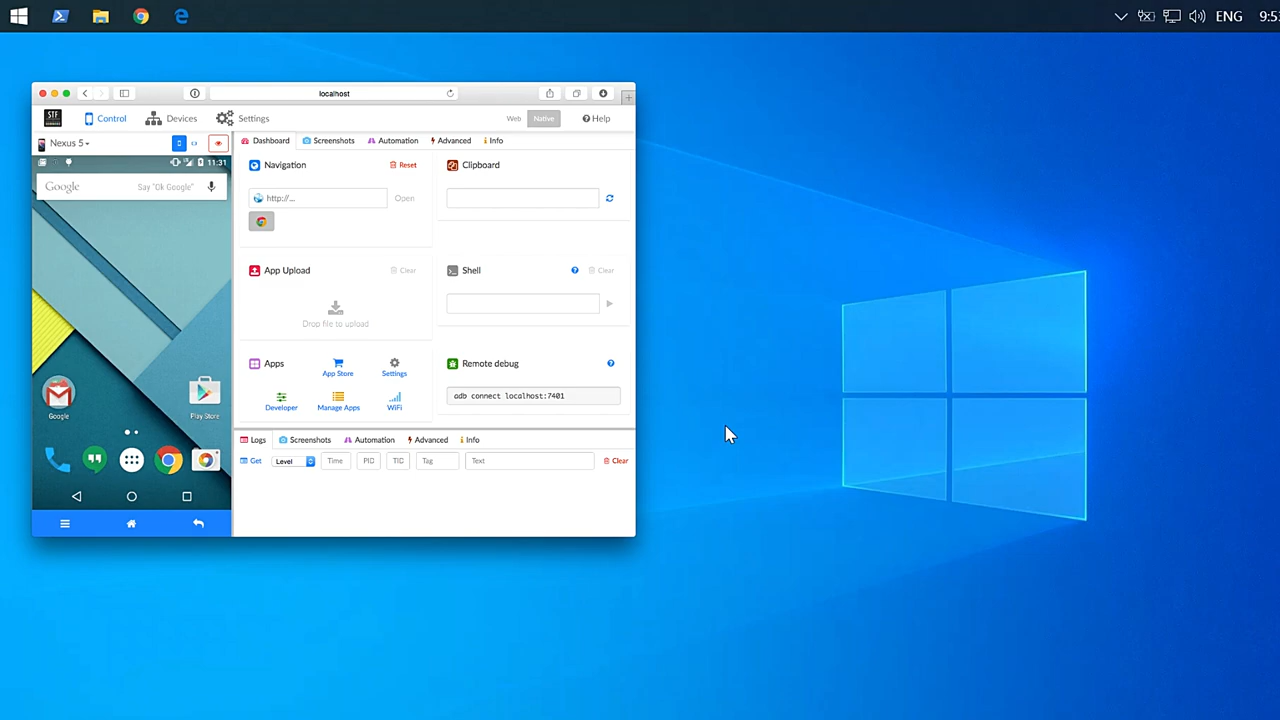 ENG 9:53
localhost
STF Control Devices Settings Web Native Help
Nexus 5 Dashboard Screenshots Automation Advanced Info
11:31
Navigation Reset Clipboard
Google Say "Ok Google"
http://... Open
App Upload Clear Shell Clear
Drop file to upload
Apps Remote debug
App Store Settings
adb connect localhost:7401
Developer Manage Apps WiFi
Google Play Store
Logs Screenshots Automation Advanced Info
Get Level Time PID TID Tag Text Clear